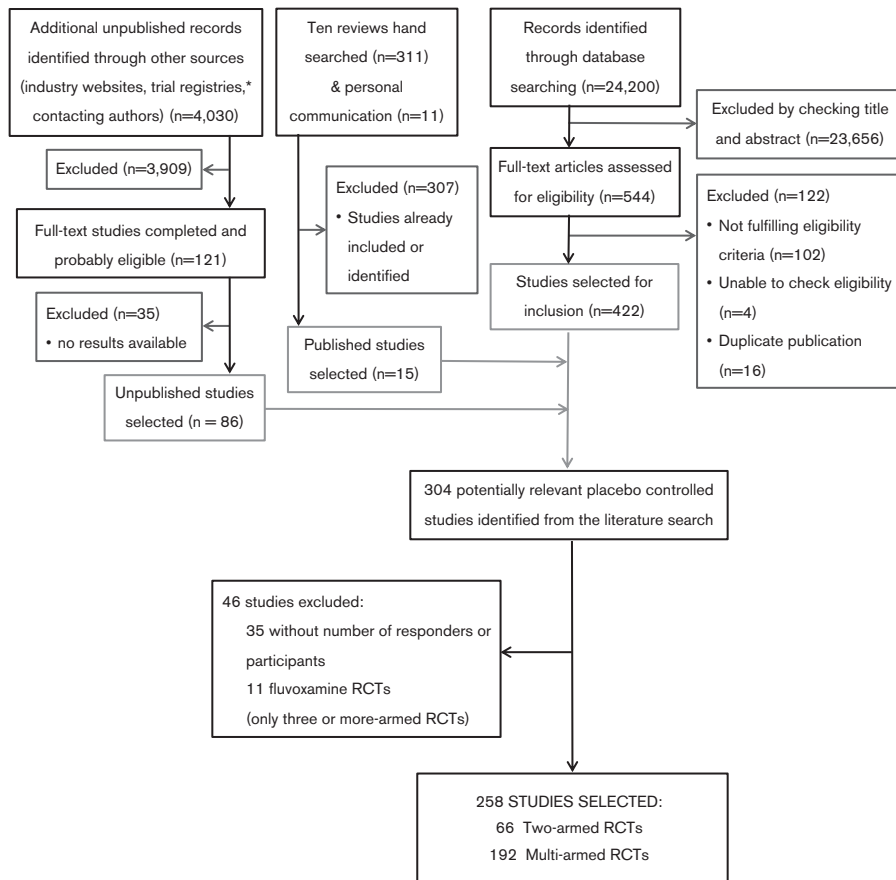 Additional unpublished records
identified through other sources
(industry websites, trial registries,*
contacting authors) (n=4,030)
Ten reviews hand
searched (n=311)
& personal
communication (n=11)
Records identified
through database
searching (n=24,200)
Excluded by checking title
and abstract (n=23,656)
Excluded (n=3,909)
Full-text articles assessed
for eligibility (n=544)
Excluded (n=307)
• Studies already
included or
identified
Excluded (n=122)
• Not fulfilling eligibility
criteria (n=102)
• Unable to check eligibility
(n=4)
• Duplicate publication
(n=16)
Full-text studies completed and
probably eligible (n=121)
Studies selected for
inclusion (n=422)
Excluded (n=35)
• no results available
Published studies
selected (n=15)
Unpublished studies
selected (n = 86)
304 potentially relevant placebo controlled
studies identified from the literature search
46 studies excluded:
35 without number of responders or
participants
11 fluvoxamine RCTs
(only three or more-armed RCTs)
258 STUDIES SELECTED:
66 Two-armed RCTs
192 Multi-armed RCTs